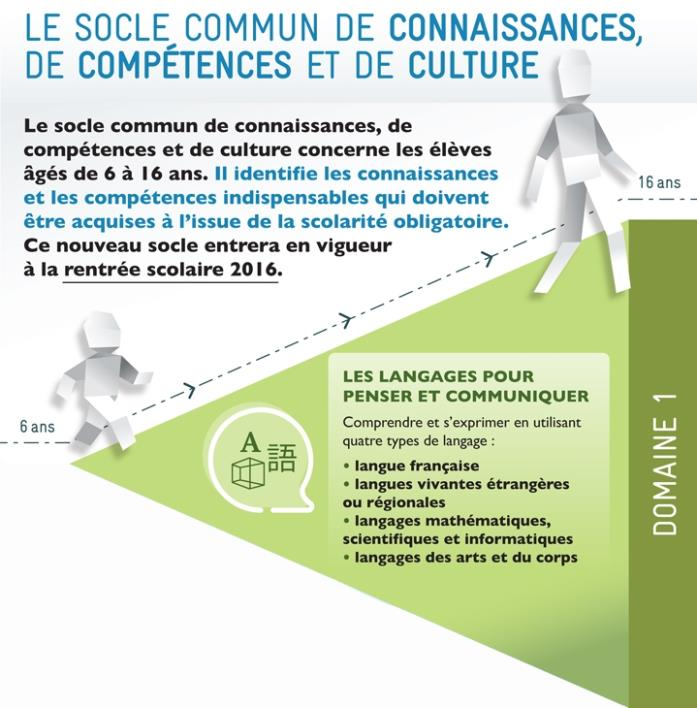 LE SOCLE COMMUN DE CONNAISSANCES,
DE COMPÉTENCES ET DE CULTURE
Le socle commun de connaissances, de
compétences et de culture concerne les élèves
âgés de 6 à 16 ans. Il identifie les connaissances
et les compétences indispensables qui doivent
être acquises à l'issue de la scolarité obligatoire.
Ce nouveau socle entrera en vigueur
à la rentrée scolaire 2016.
16 ans
6 ans
A
語
LES LANGAGES POUR
PENSER ET COMMUNIQUER
Comprendre et s'exprimer en utilisant
quatre types de langage :
• langue française
• langues vivantes étrangères
ou régionales
• langages mathématiques,
scientifiques et informatiques
• langages des arts et du corps
DOMAINE 1